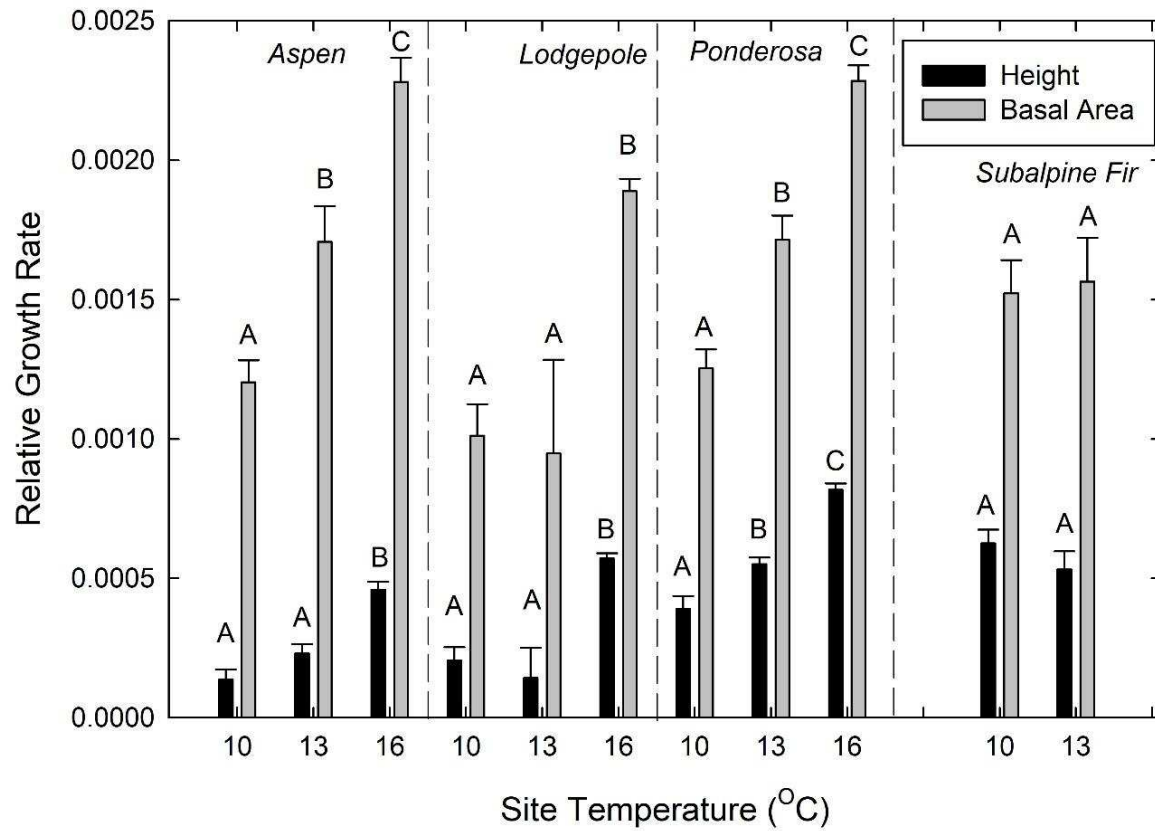 Relative Growth Rate
0.0025
0.0020
0.0015
0.0010
0.0005
0.0000
Aspen
Lodgepole
Ponderosa
Subalpine Fir
Height
Basal Area
A
A
A
B
B
C
A
A
A
A
B
B
A
A
B
B
C
C
A
A
A
A
10 13 16 10 13 16 10 13 16 10 13
Site Temperature (°C)